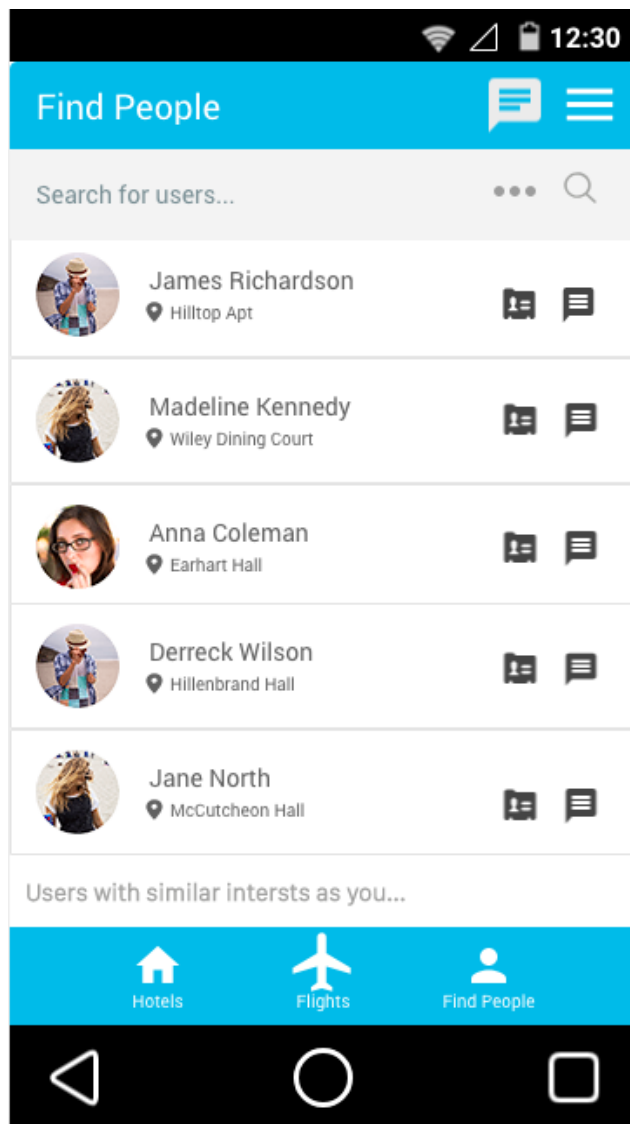 12:30
Find People
Search for users...
James Richardson
Hilltop Apt
Madeline Kennedy
Wiley Dining Court
Anna Coleman
Earhart Hall
Derreck Wilson
Hillenbrand Hall
Jane North
McCutcheon Hall
Users with similar intersts as you...
Hotels Flights Find People